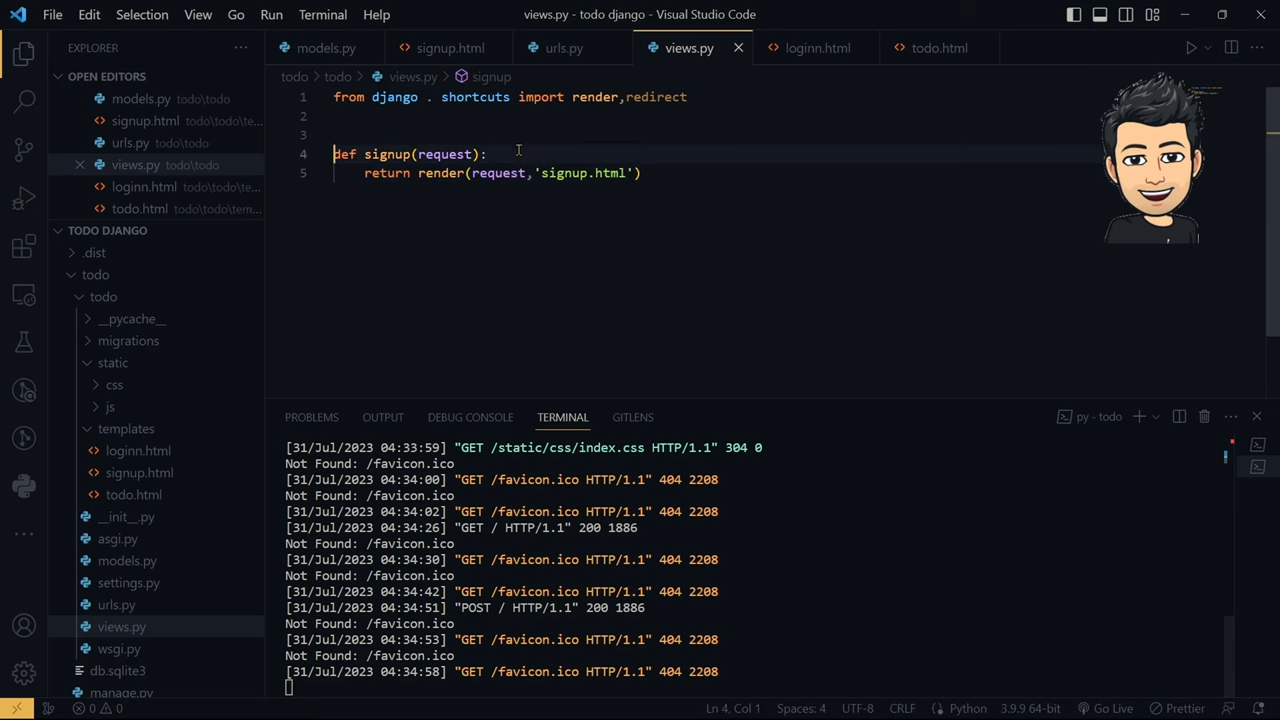 File Edit Selection View Go Run Terminal Help
views.py - todo django - Visual Studio Code
EXPLORER
OPEN EDITORS
models.py todo\todo
signup.html todo\todo\te...
urls.py todo\todo
views.py todo\todo
loginn.html todo\todo\te...
todo.html todo\todo\tem...
TODO DJANGO
.dist
todo
todo
__pycache__
migrations
static
css
js
templates
loginn.html
signup.html
todo.html
__init__.py
asgi.py
models.py
settings.py
urls.py
views.py
wsgi.py
db.sqlite3
manage.py
models.py signup.html urls.py views.py loginn.html todo.html
todo > todo > views.py > signup
1 from django . shortcuts import render,redirect
2
3
4 def signup(request):
5 return render(request,'signup.html')
PROBLEMS OUTPUT DEBUG CONSOLE TERMINAL GITLENS
py - todo
[31/Jul/2023 04:33:59] "GET /static/css/index.css HTTP/1.1" 304 0
Not Found: /favicon.ico
[31/Jul/2023 04:34:00] "GET /favicon.ico HTTP/1.1" 404 2208
Not Found: /favicon.ico
[31/Jul/2023 04:34:02] "GET /favicon.ico HTTP/1.1" 404 2208
[31/Jul/2023 04:34:26] "GET / HTTP/1.1" 200 1886
Not Found: /favicon.ico
[31/Jul/2023 04:34:30] "GET /favicon.ico HTTP/1.1" 404 2208
Not Found: /favicon.ico
[31/Jul/2023 04:34:42] "GET /favicon.ico HTTP/1.1" 404 2208
[31/Jul/2023 04:34:51] "POST / HTTP/1.1" 200 1886
Not Found: /favicon.ico
[31/Jul/2023 04:34:53] "GET /favicon.ico HTTP/1.1" 404 2208
Not Found: /favicon.ico
[31/Jul/2023 04:34:58] "GET /favicon.ico HTTP/1.1" 404 2208
0 0 Ln 4, Col 1 Spaces: 4 UTF-8 CRLF Python 3.9.9 64-bit Go Live Prettier